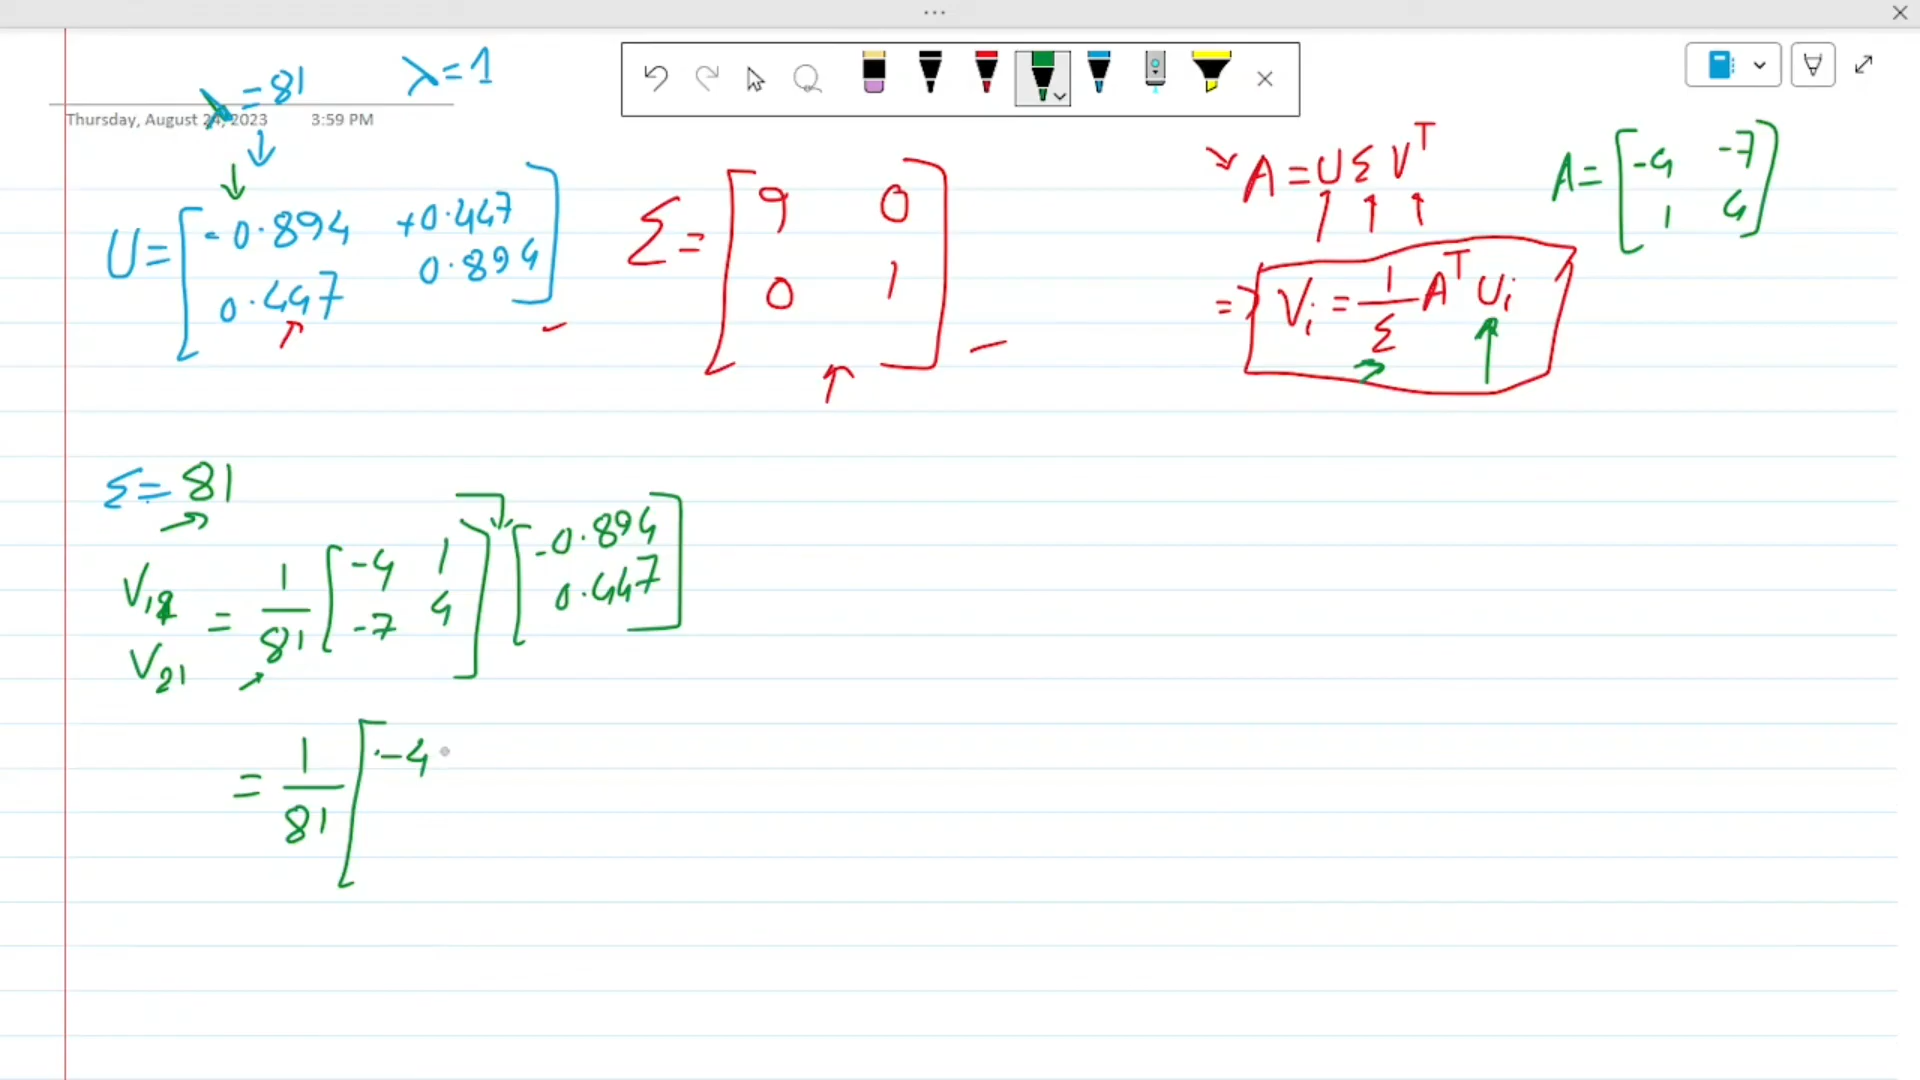 λ = 81
λ = 1
Thursday, August 24, 2023 3:59 PM
U = [ -0.894 +0.447
0.447 0.894 ]
Σ = [ 9 0
0 1 ]
A = U Σ V^T
=> V_i = 1/Σ A^T U_i
A = [ -4 -7
1 4 ]
Σ = 81
V_11
V_21 = 1/81 [ -4 1
-7 4 ] [ -0.894
0.447 ]
= 1/81 [ -4